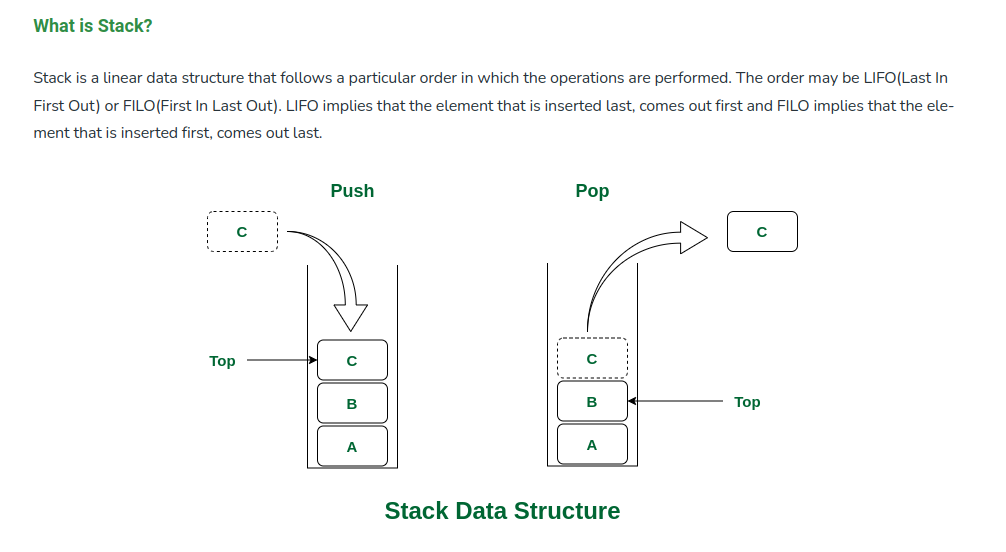 What is Stack?
Stack is a linear data structure that follows a particular order in which the operations are performed. The order may be LIFO(Last In
First Out) or FILO(First In Last Out). LIFO implies that the element that is inserted last, comes out first and FILO implies that the ele-
ment that is inserted first, comes out last.
Push
Pop
C
C
Top
C
B
A
C
B
A
Top
Stack Data Structure